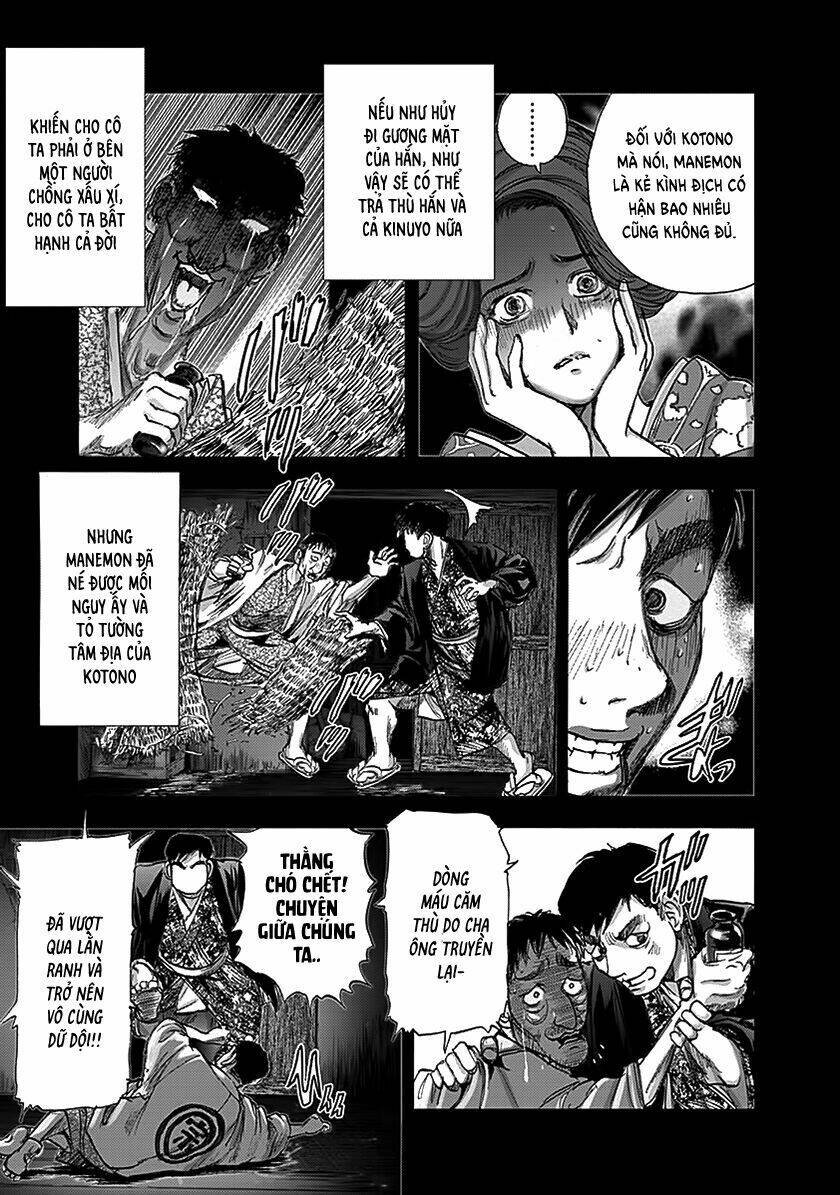 ĐỐI VỚI KOTONO
MÀ NÓI, MANEMON
LÀ KẺ KÌNH ĐỊCH CÓ
HẬN BAO NHIÊU
CŨNG KHÔNG ĐỦ.
NẾU NHƯ HỦY
ĐI GƯƠNG MẶT
CỦA HẮN, NHƯ
VẬY SẼ CÓ THỂ
TRẢ THÙ HẮN VÀ
CẢ KINUYO NỮA
KHIẾN CHO CÔ
TA PHẢI Ở BÊN
MỘT NGƯỜI
CHỒNG XẤU XÍ,
CHO CÔ TA BẤT
HẠNH CẢ ĐỜI
NHƯNG
MANEMON ĐÃ
NÉ ĐƯỢC MỐI
NGUY ẤY VÀ
TỎ TƯỜNG
TÂM ĐỊA CỦA
KOTONO
DÒNG
MÁU CĂM
THÙ DO CHA
ÔNG TRUYỀN
LẠI-
THẰNG
CHÓ CHẾT!
CHUYỆN
GIỮA CHÚNG
TA..
ĐÃ VƯỢT
QUA LẰN
RANH VÀ
TRỞ NÊN
VÔ CÙNG
DỮ DỘI!!